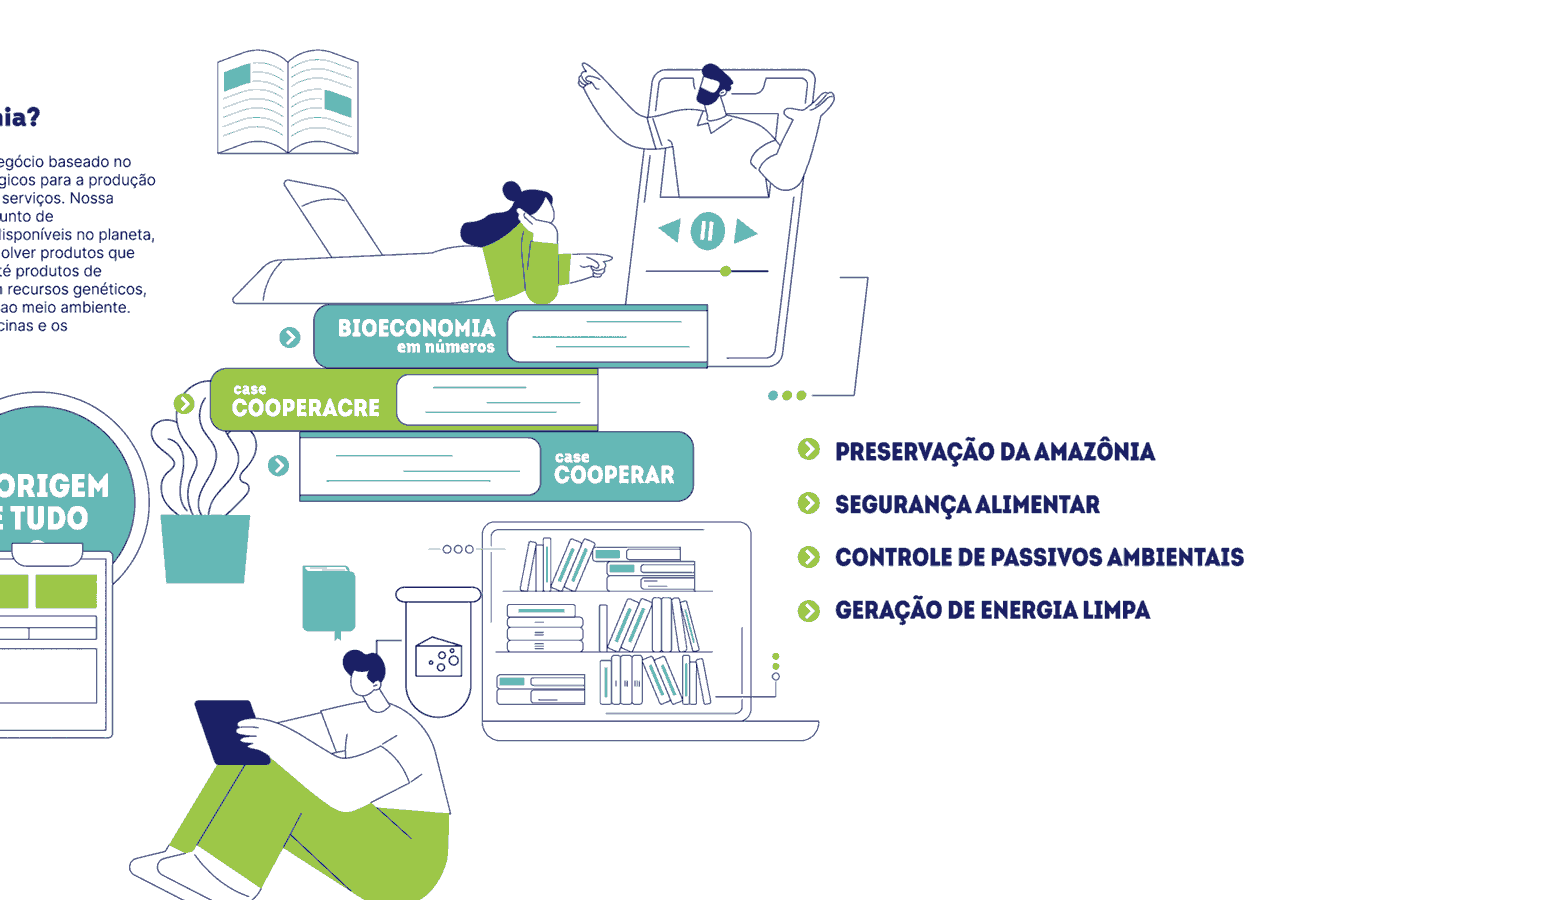 nia?
egócio baseado no
gicos para a produção
serviços. Nossa
unto de
disponíveis no planeta,
olver produtos que
té produtos de
n recursos genéticos,
ao meio ambiente.
cinas e os
BIOECONOMIA
em números
case
COOPERACRE
case
COOPERAR
ORIGEM
E TUDO
PRESERVAÇÃO DA AMAZÔNIA
SEGURANÇA ALIMENTAR
CONTROLE DE PASSIVOS AMBIENTAIS
GERAÇÃO DE ENERGIA LIMPA